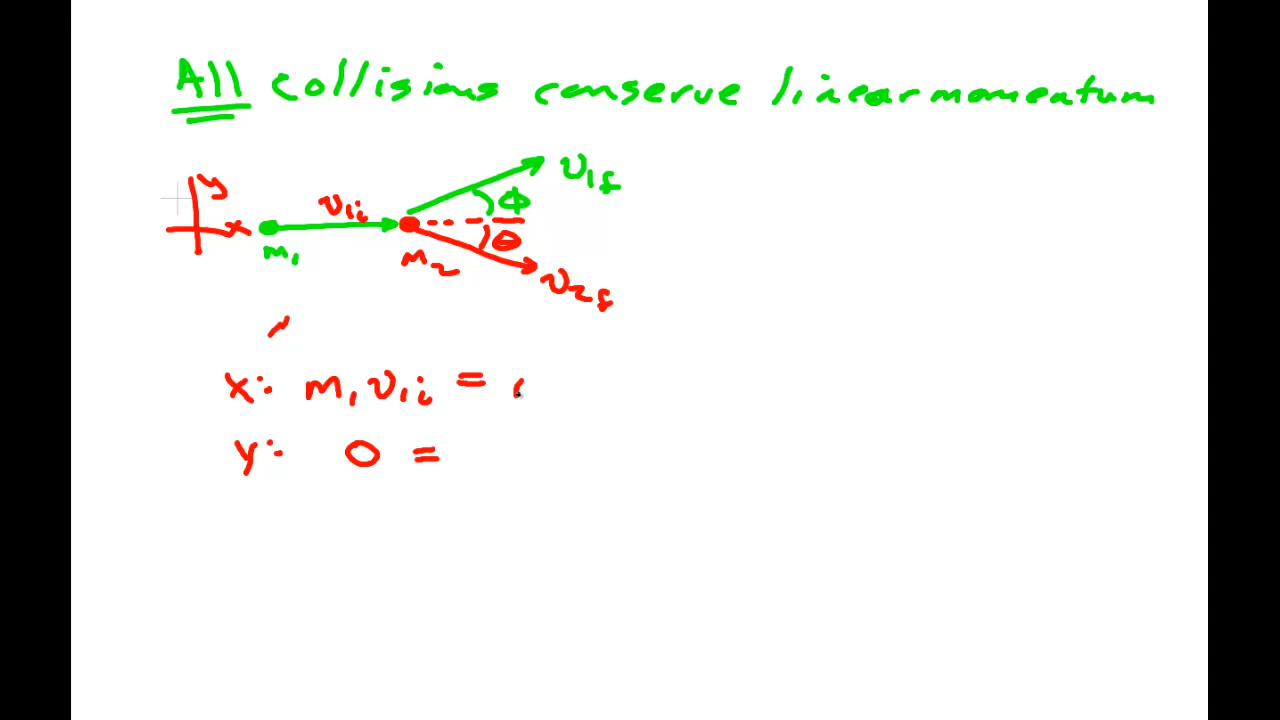 All collisions conserve linear momentum
y
v1f
v1i
ϕ
x
θ
m1
m2
v2f
x: m1v1i =
y: 0 =